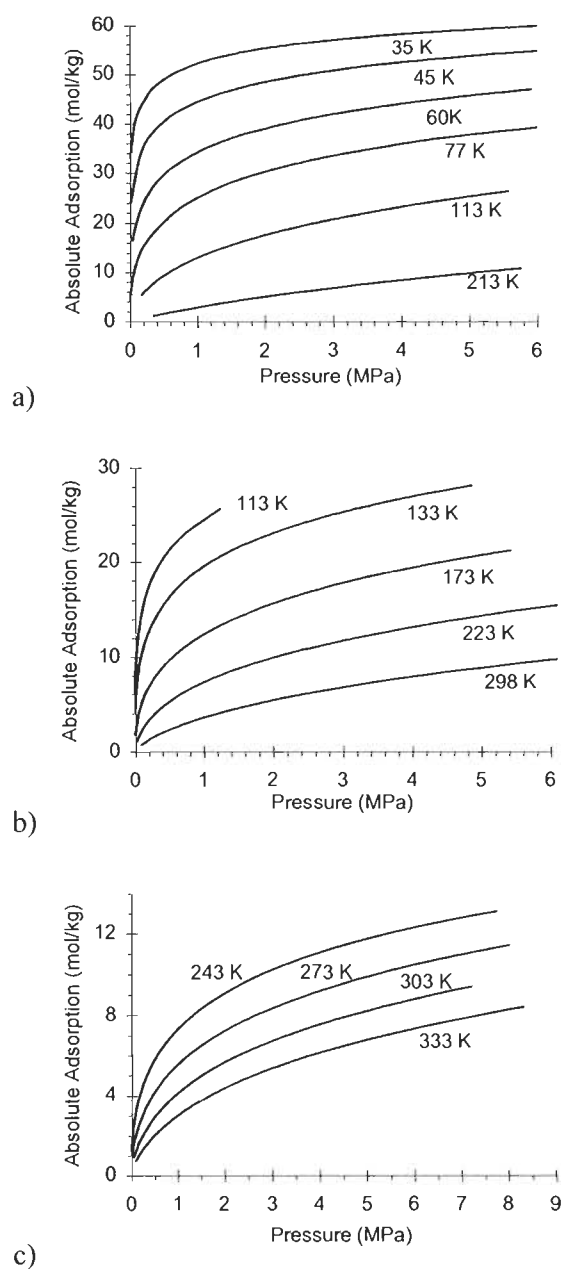 Absolute Adsorption (mol/kg)
60
50
40
30
20
10
0
35 K
45 K
60K
77 K
113 K
213 K
0 1 2 3 4 5 6
Pressure (MPa)
a)
Absolute Adsorption (mol/kg)
30
20
10
0
113 K
133 K
173 K
223 K
298 K
0 1 2 3 4 5 6
Pressure (MPa)
b)
Absolute Adsorption (mol/kg)
12
8
4
0
243 K 273 K
303 K
333 K
0 1 2 3 4 5 6 7 8 9
Pressure (MPa)
c)